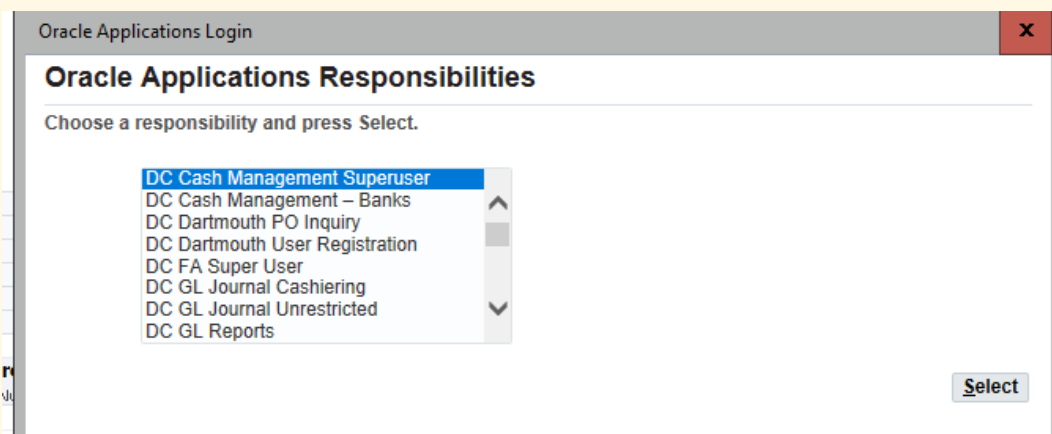 Oracle Applications Login
x
Oracle Applications Responsibilities
Choose a responsibility and press Select.
DC Cash Management Superuser
DC Cash Management – Banks
DC Dartmouth PO Inquiry
DC Dartmouth User Registration
DC FA Super User
DC GL Journal Cashiering
DC GL Journal Unrestricted
DC GL Reports
Select